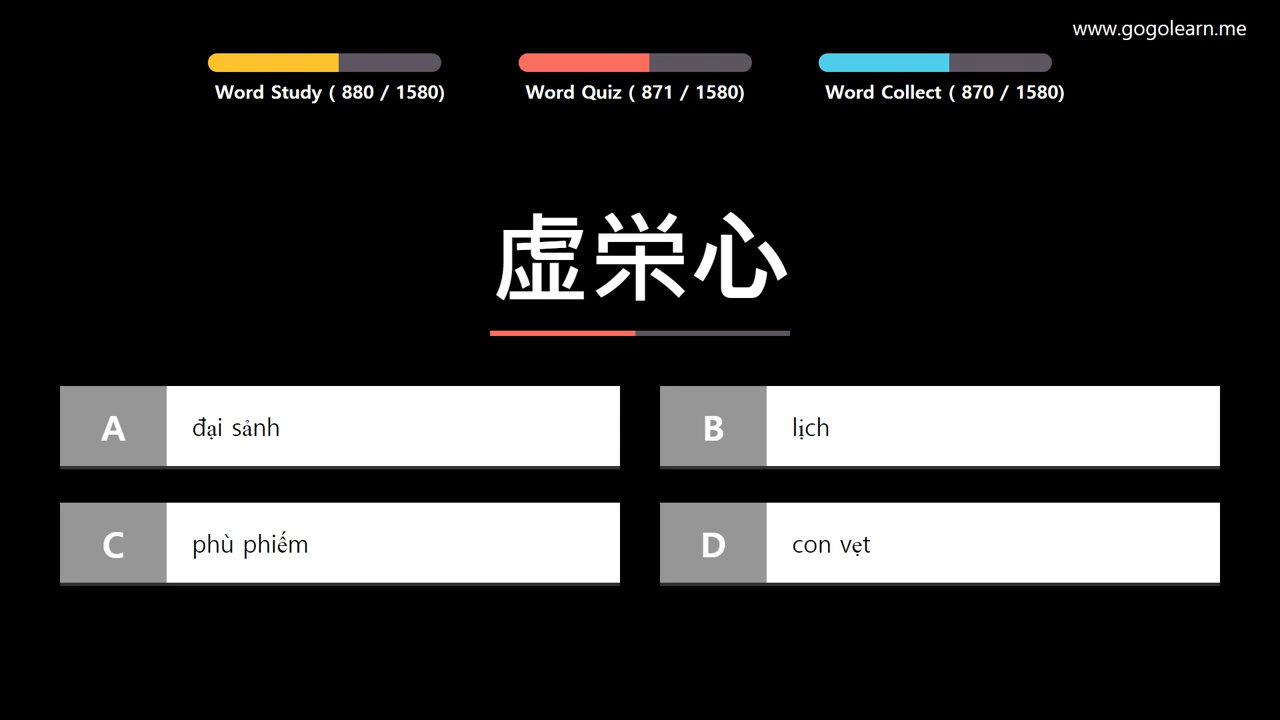 www.gogolearn.me
Word Study ( 880 / 1580)
Word Quiz ( 871 / 1580)
Word Collect ( 870 / 1580)
虚栄心
A đại sảnh
B lịch
C phù phiếm
D con vẹt